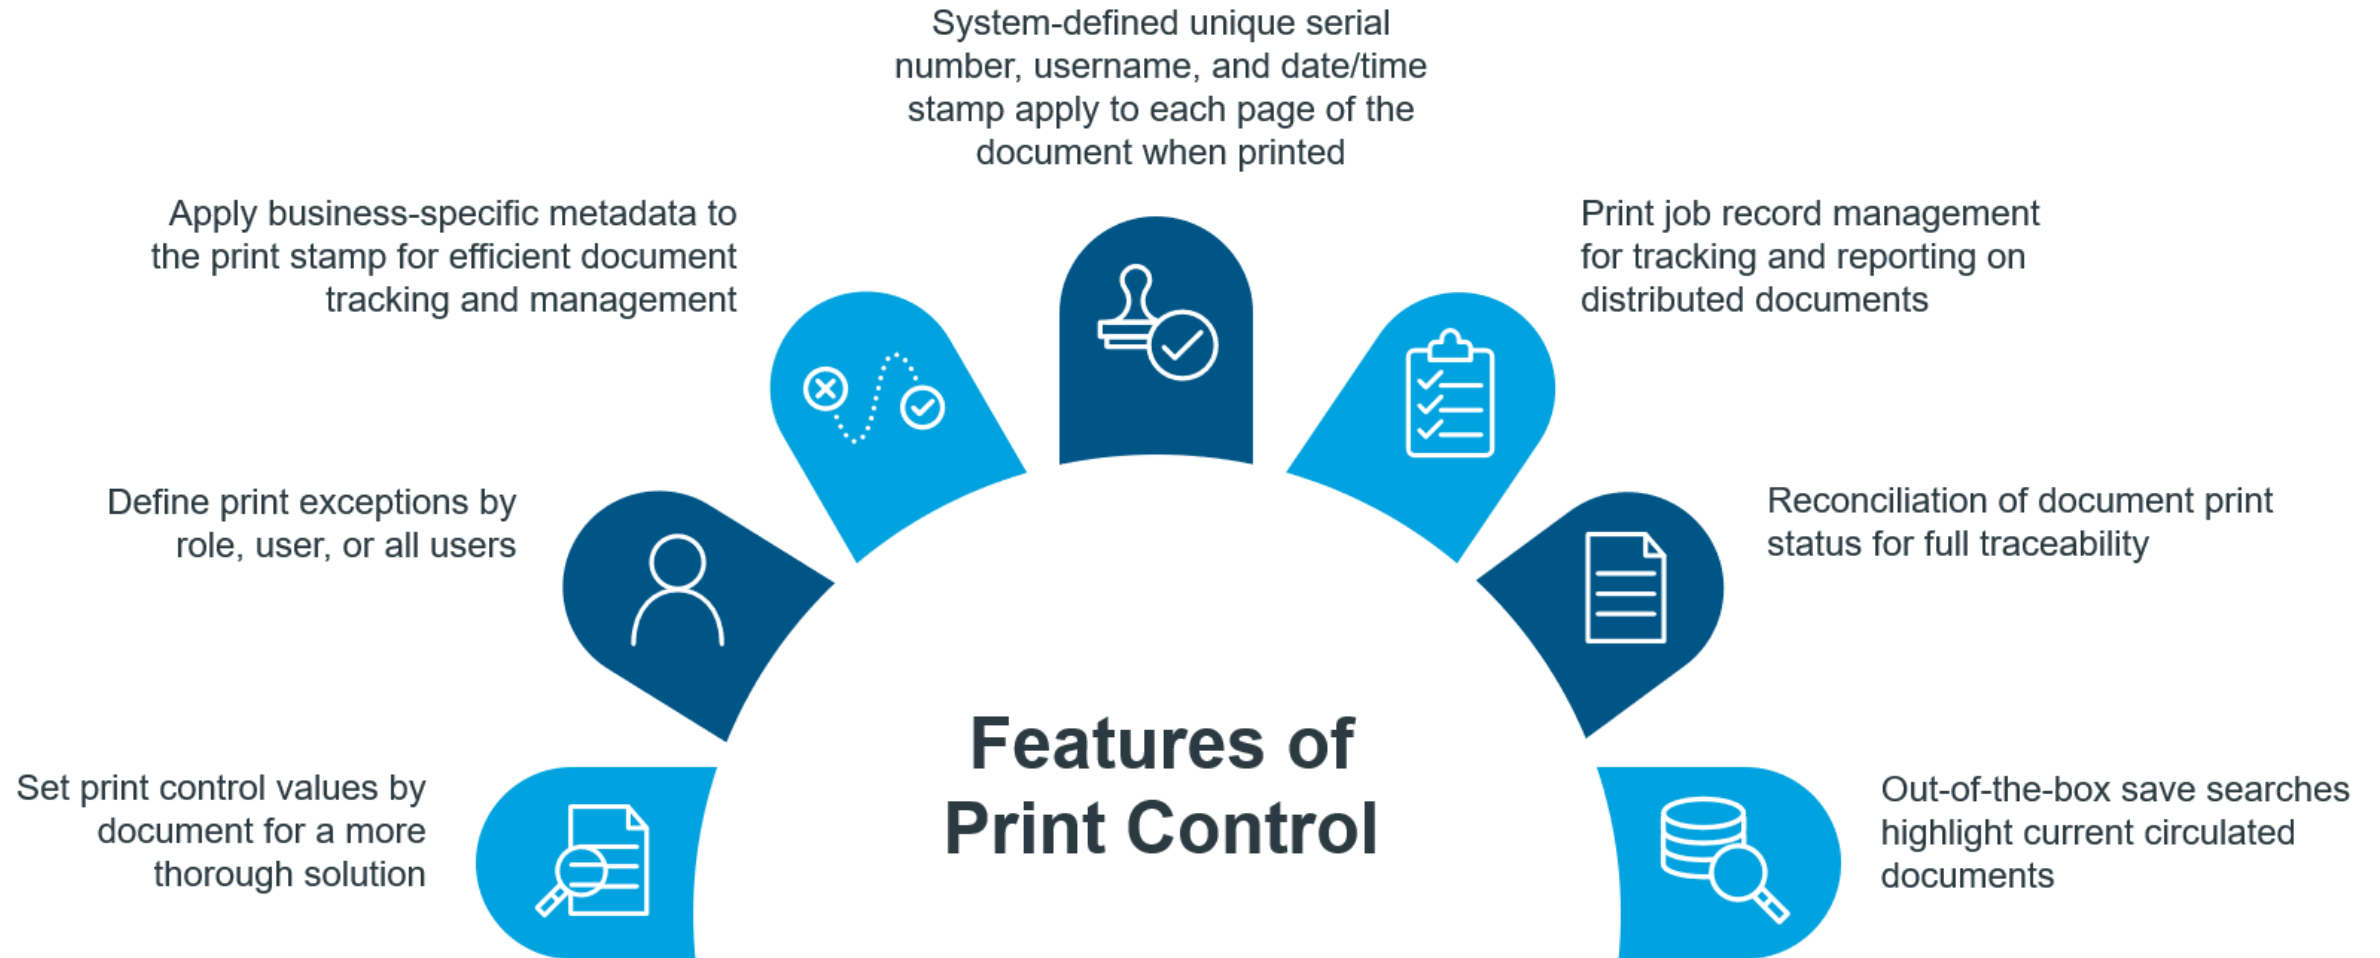 System-defined unique serial
number, username, and date/time
stamp apply to each page of the
document when printed
Apply business-specific metadata to
the print stamp for efficient document
tracking and management
Print job record management
for tracking and reporting on
distributed documents
Define print exceptions by
role, user, or all users
Reconciliation of document print
status for full traceability
Features of
Print Control
Set print control values by
document for a more
thorough solution
Out-of-the-box save searches
highlight current circulated
documents